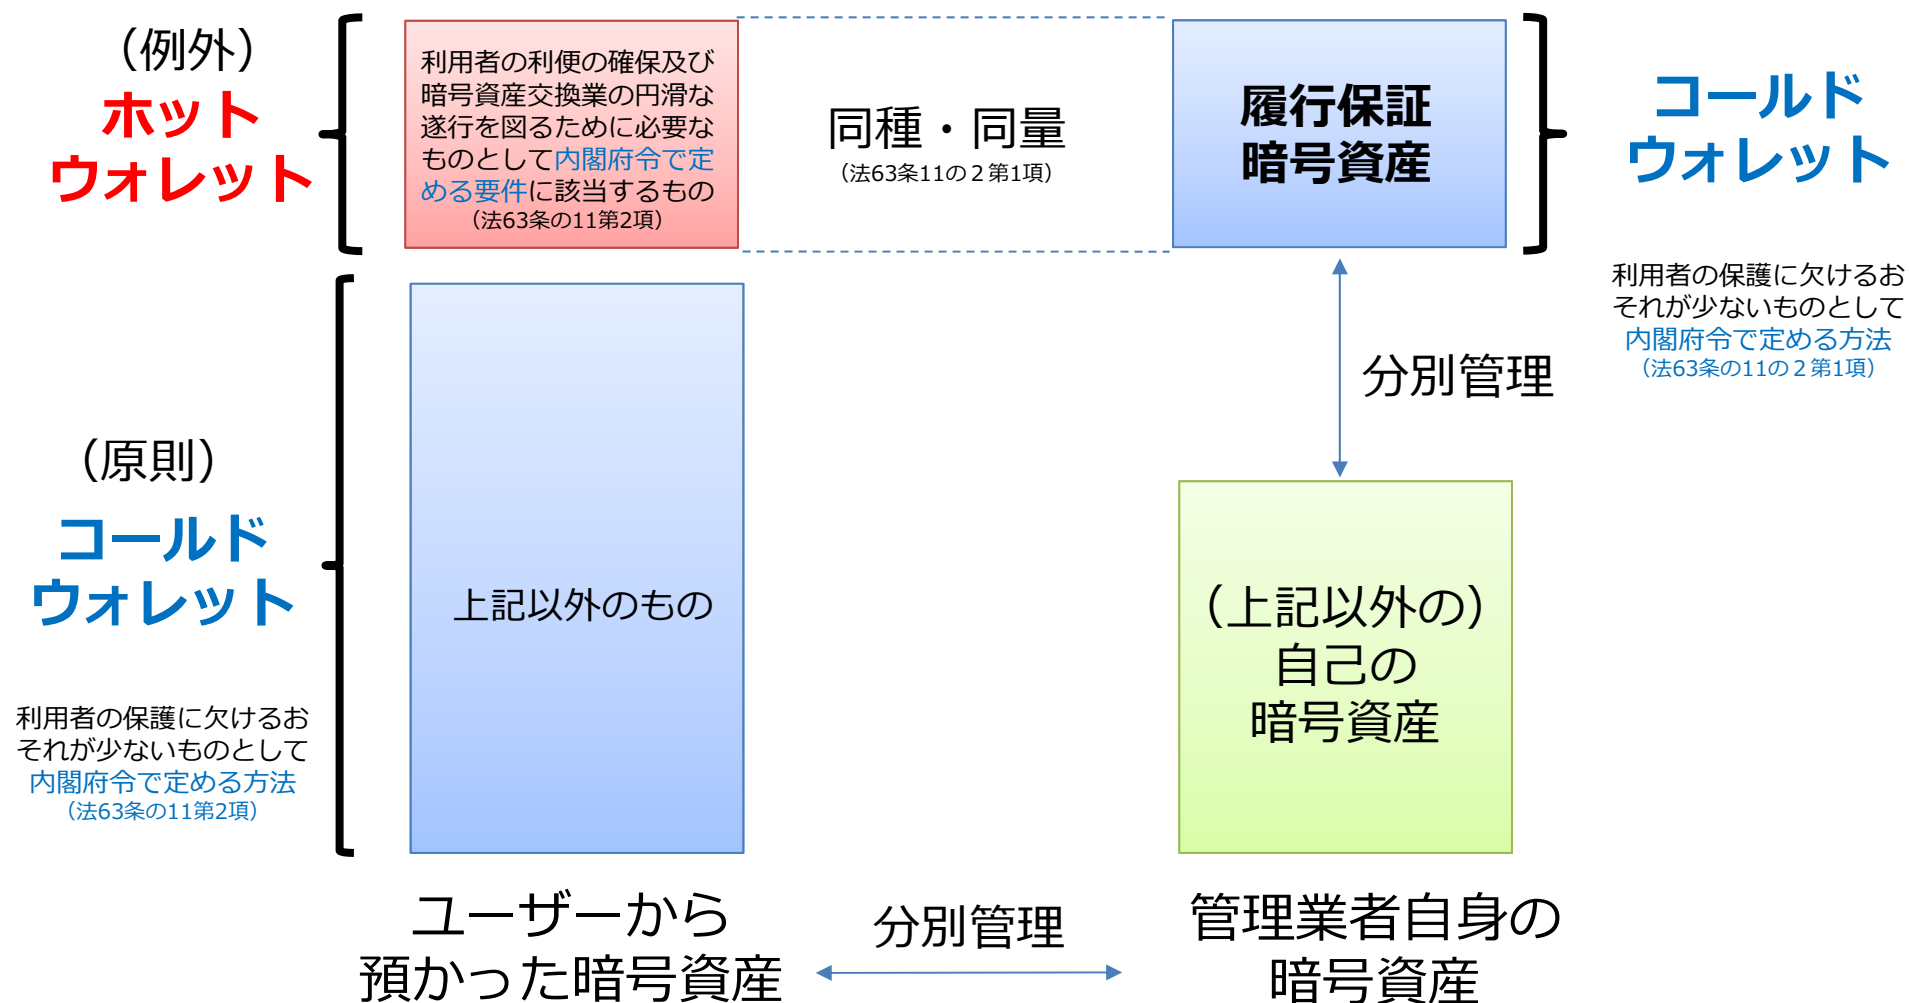 （例外）
ホット
ウォレット
利用者の利便の確保及び
暗号資産交換業の円滑な
遂行を図るために必要な
ものとして内閣府令で定
める要件に該当するもの
（法63条の11第2項）
同種・同量
（法63条11の２第1項）
履行保証
暗号資産
コールド
ウォレット
利用者の保護に欠けるお
それが少ないものとして
内閣府令で定める方法
（法63条の11の２第1項）
分別管理
（原則）
コールド
ウォレット
利用者の保護に欠けるお
それが少ないものとして
内閣府令で定める方法
（法63条の11第2項）
上記以外のもの
（上記以外の）
自己の
暗号資産
ユーザーから
預かった暗号資産
分別管理
管理業者自身の
暗号資産